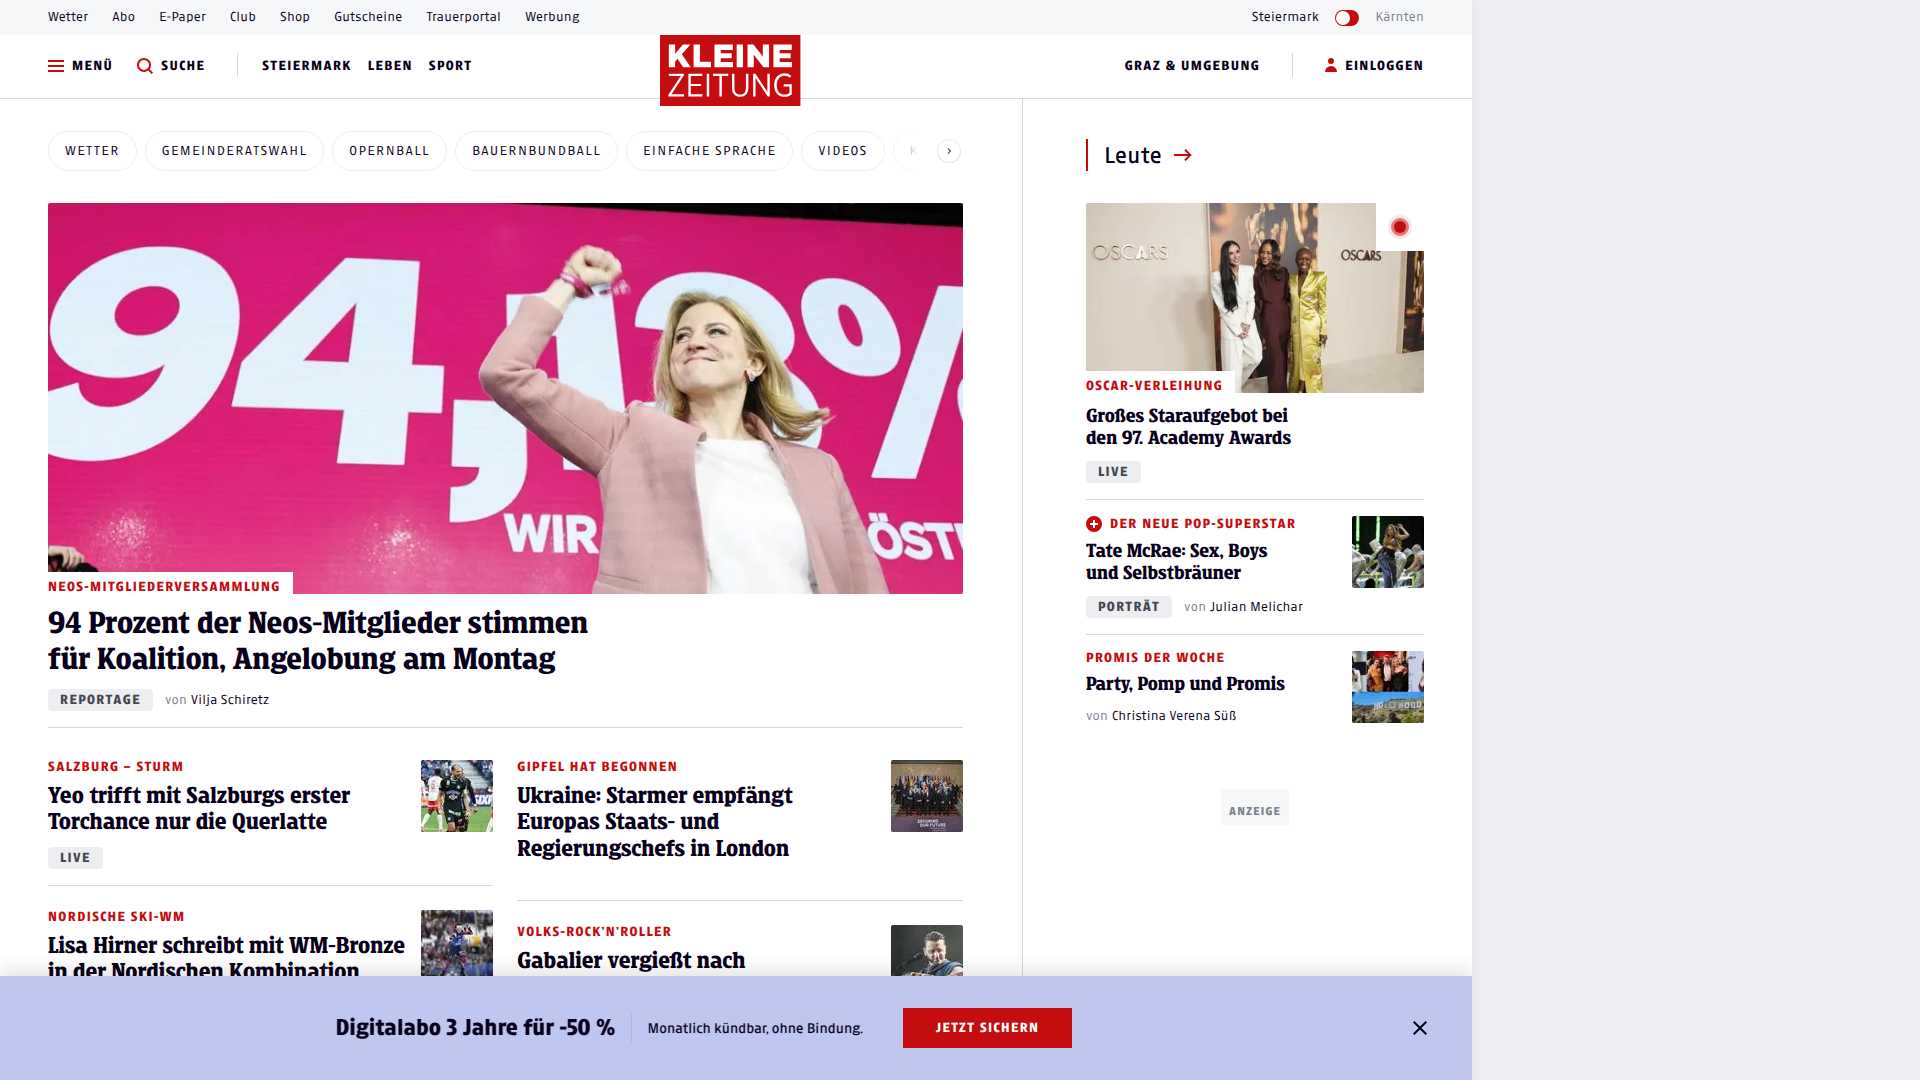 Wetter Abo E-Paper Club Shop Gutscheine Trauerportal Werbung Steiermark Kärnten
MENÜ SUCHE STEIERMARK LEBEN SPORT KLEINE ZEITUNG GRAZ & UMGEBUNG EINLOGGEN
WETTER GEMEINDERATSWAHL OPERNBALL BAUERNBUNDBALL EINFACHE SPRACHE VIDEOS K
94,13%
WIR ÖST
NEOS-MITGLIEDERVERSAMMLUNG
94 Prozent der Neos-Mitglieder stimmen
für Koalition, Angelobung am Montag
REPORTAGE von Vilja Schiretz
SALZBURG – STURM
Yeo trifft mit Salzburgs erster
Torchance nur die Querlatte
LIVE
GIPFEL HAT BEGONNEN
Ukraine: Starmer empfängt
Europas Staats- und
Regierungschefs in London
NORDISCHE SKI-WM
Lisa Hirner schreibt mit WM-Bronze
in der Nordischen Kombination
VOLKS-ROCK’N’ROLLER
Gabalier vergießt nach
Leute
OSCARS OSCARS
OSCAR-VERLEIHUNG
Großes Staraufgebot bei
den 97. Academy Awards
LIVE
DER NEUE POP-SUPERSTAR
Tate McRae: Sex, Boys
und Selbstbräuner
PORTRÄT von Julian Melichar
PROMIS DER WOCHE
Party, Pomp und Promis
von Christina Verena Süß
ANZEIGE
Digitalabo 3 Jahre für -50 % Monatlich kündbar, ohne Bindung. JETZT SICHERN